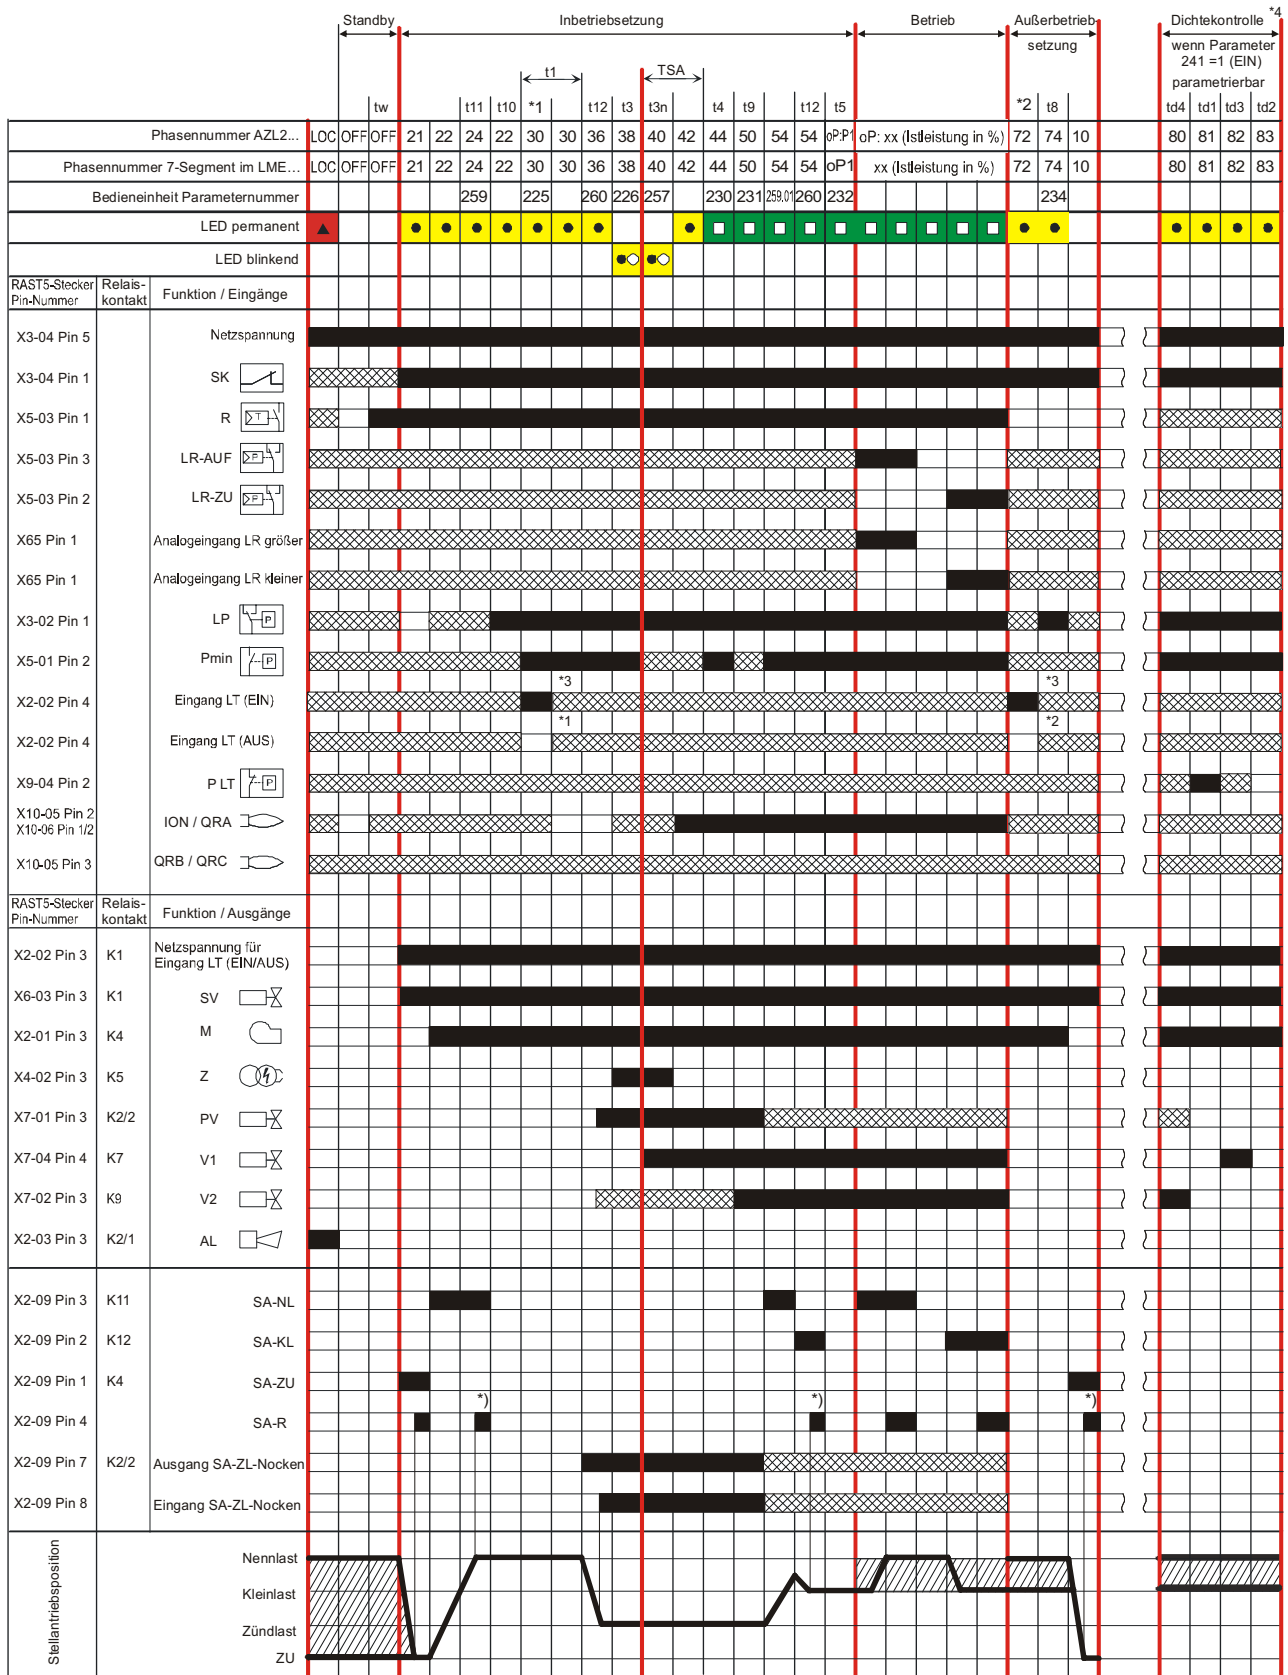 *4
Standby Inbetriebsetzung Betrieb Außerbetrieb Dichtekontrolle
setzung wenn Parameter
241 =1 (EIN)
parametrierbar
t1 TSA
tw t11 t10 *1 t12 t3 t3n t4 t9 t12 t5 *2 t8 td4 td1 td3 td2
Phasennummer AZL2... LOC OFF OFF 21 22 24 22 30 30 36 38 40 42 44 50 54 54 oP:P1 oP: xx (Istleistung in %) 72 74 10 80 81 82 83
Phasennummer 7-Segment im LME... LOC OFF OFF 21 22 24 22 30 30 36 38 40 42 44 50 54 54 oP1 xx (Istleistung in %) 72 74 10 80 81 82 83
Bedieneinheit Parameternummer 259 225 260 226 257 230 231 259.01 260 232 234
LED permanent
LED blinkend
RAST5-Stecker Relais-
Pin-Nummer kontakt Funktion / Eingänge
X3-04 Pin 5 Netzspannung
X3-04 Pin 1 SK
X5-03 Pin 1 R T
X5-03 Pin 3 LR-AUF P
X5-03 Pin 2 LR-ZU P
X65 Pin 1 Analogeingang LR größer
X65 Pin 1 Analogeingang LR kleiner
X3-02 Pin 1 LP P
X5-01 Pin 2 Pmin P
*3 *3
X2-02 Pin 4 Eingang LT (EIN)
*1 *2
X2-02 Pin 4 Eingang LT (AUS)
X9-04 Pin 2 P LT P
X10-05 Pin 2
X10-06 Pin 1/2 ION / QRA
X10-05 Pin 3 QRB / QRC
RAST5-Stecker Relais-
Pin-Nummer kontakt Funktion / Ausgänge
X2-02 Pin 3 K1 Netzspannung für
Eingang LT (EIN/AUS)
X6-03 Pin 3 K1 SV
X2-01 Pin 3 K4 M
X4-02 Pin 3 K5 Z
X7-01 Pin 3 K2/2 PV
X7-04 Pin 4 K7 V1
X7-02 Pin 3 K9 V2
X2-03 Pin 3 K2/1 AL
X2-09 Pin 3 K11 SA-NL
X2-09 Pin 2 K12 SA-KL
X2-09 Pin 1 K4 SA-ZU
*) *) *)
X2-09 Pin 4 SA-R
X2-09 Pin 7 K2/2 Ausgang SA-ZL-Nocken
X2-09 Pin 8 Eingang SA-ZL-Nocken
Stellantriebsposition
Nennlast
Kleinlast
Zündlast
ZU